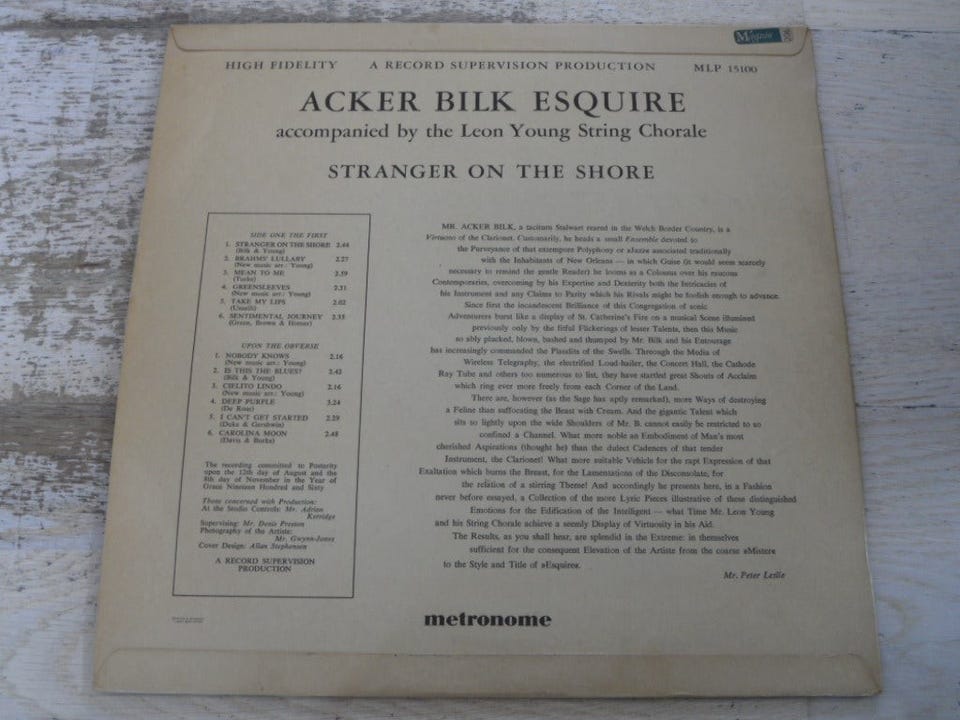 Magasin
HIGH FIDELITY A RECORD SUPERVISION PRODUCTION MLP 15100
ACKER BILK ESQUIRE
accompanied by the Leon Young String Chorale
STRANGER ON THE SHORE
SIDE ONE THE FIRST
1. STRANGER ON THE SHORE 2.44
(Bilk & Young)
2. BRAHMS' LULLABY 2.27
(New music arr.: Young)
3. MEAN TO ME 2.59
(Turks)
4. GREENSLEEVES 2.31
(New music arr.: Young)
5. TAKE MY LIPS 2.02
(Usuelli)
6. SENTIMENTAL JOURNEY 2.35
(Green, Brown & Homer)
UPON THE OBVERSE
1. NOBODY KNOWS 2.16
(New music arr.: Young)
2. IS THIS THE BLUES? 2.42
(Bilk & Young)
3. CIELITO LINDO 2.16
(New music arr.: Young)
4. DEEP PURPLE 3.24
(De Rose)
5. I CAN'T GET STARTED 2.29
(Duke & Gershwin)
6. CAROLINA MOON 2.48
(Davis & Burke)
The recording committed to Posterity
upon the 12th day of August and the
8th day of November in the Year of
Grace Nineteen Hundred and Sixty
Those concerned with Production:
At the Studio Controls: Mr. Adrian
Kerridge
Supervising: Mr. Denis Preston
Photography of the Artiste:
Mr. Gwynn-Jones
Cover Design: Allan Stephensen
A RECORD SUPERVISION
PRODUCTION
MR. ACKER BILK, a taciturn Stalwart reared in the Welch Border Country, is a
Virtuoso of the Clarionet. Customarily, he heads a small Ensemble devoted to
the Purveyance of that extempore Polyphony or »Jazz« associated traditionally
with the Inhabitants of New Orleans — in which Guise (it would seem scarcely
necessary to remind the gentle Reader) he looms as a Colossus over his raucous
Contemporaries, overcoming by his Expertise and Dexterity both the Intricacies of
his Instrument and any Claims to Parity which his Rivals might be foolish enough to advance.
Since first the incandescent Brilliance of this Congregation of sonic
Adventurers burst like a display of St. Catherine's Fire on a musical Scene illumined
previously only by the fitful Flickerings of lesser Talents, then this Music
so ably plucked, blown, bashed and thumped by Mr. Bilk and his Entourage
has increasingly commanded the Plaudits of the Swells. Through the Media of
Wireless Telegraphy, the electrified Loud-hailer, the Concert Hall, the Cathode
Ray Tube and others too numerous to list, they have startled great Shouts of Acclaim
which ring ever more freely from each Corner of the Land.
There are, however (as the Sage has aptly remarked), more Ways of destroying
a Feline than suffocating the Beast with Cream. And the gigantic Talent which
sits so lightly upon the wide Shoulders of Mr. B. cannot easily be restricted to so
confined a Channel. What more noble an Embodiment of Man's most
cherished Aspirations (thought he) than the dulcet Cadences of that tender
Instrument, the Clarionet! What more suitable Vehicle for the rapt Expression of that
Exaltation which burns the Breast, for the Lamentations of the Disconsolate, for
the relation of a stirring Theme! And accordingly he presents here, in a Fashion
never before essayed, a Collection of the more Lyric Pieces illustrative of these distinguished
Emotions for the Edification of the Intelligent — what Time Mr. Leon Young
and his String Chorale achieve a seemly Display of Virtuosity in his Aid.
The Results, as you shall hear, are splendid in the Extreme: in themselves
sufficient for the consequent Elevation of the Artiste from the coarse »Mister«
to the Style and Title of »Esquire«.
Mr. Peter Leslie
metronome